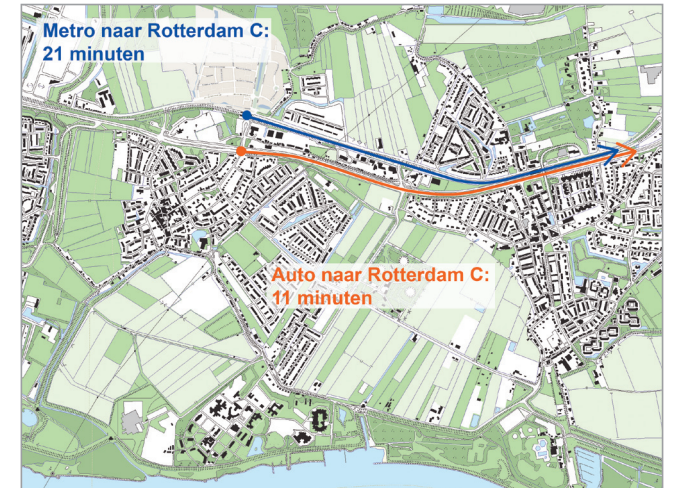 Metro naar Rotterdam C:
21 minuten
Auto naar Rotterdam C:
11 minuten